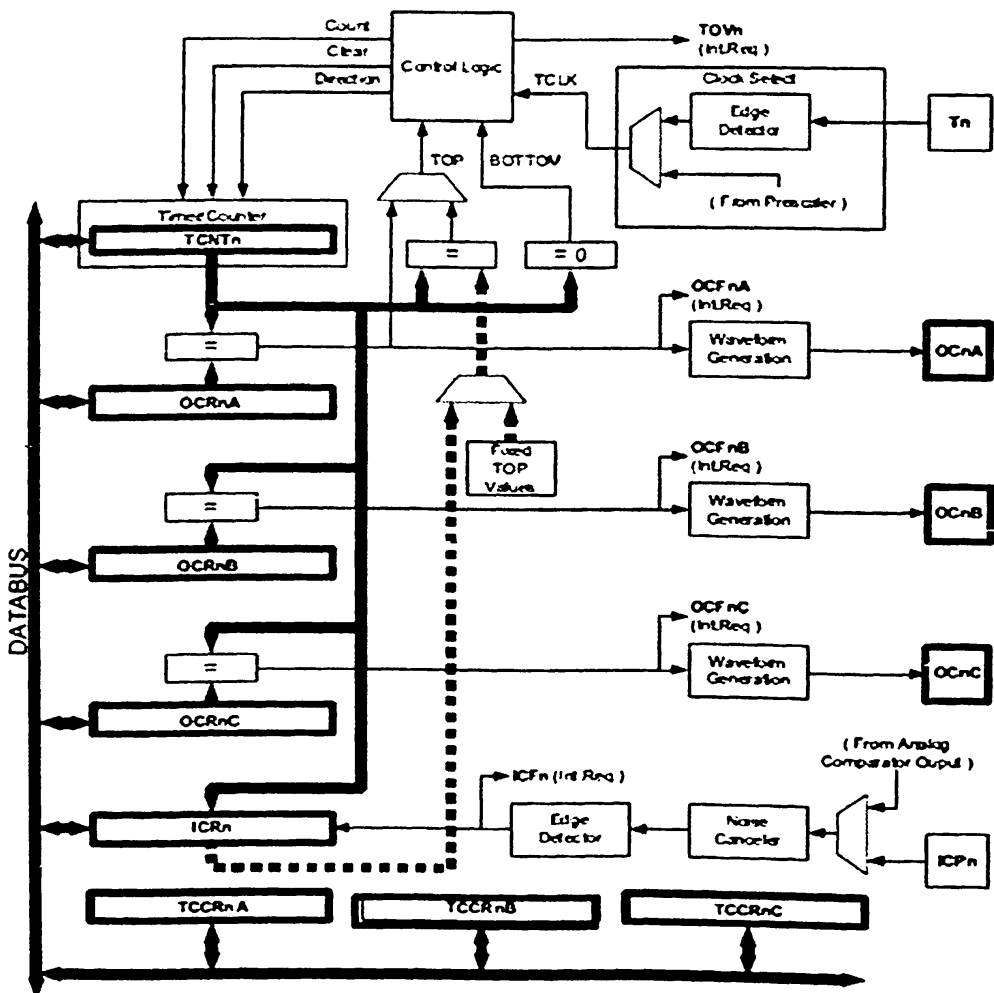 Count
Clear
Direction
Control Logic
TOVn
(Int.Req.)
TCLK
Clock Select
Edge
Detector
Tn
TOP
BOTTOM
( From Prescaler )
Timer/Counter
TCNTn
=
= 0
OCFnA
(Int.Req.)
=
Waveform
Generation
OCnA
OCRnA
Fixed
TOP
Values
OCFnB
(Int.Req.)
=
Waveform
Generation
OCnB
OCRnB
DATABUS
OCFnC
(Int.Req.)
=
Waveform
Generation
OCnC
OCRnC
( From Analog
Comparator Ouput )
ICFn (Int.Req.)
ICRn
Edge
Detector
Noise
Canceler
ICPn
TCCRnA
TCCRnB
TCCRnC